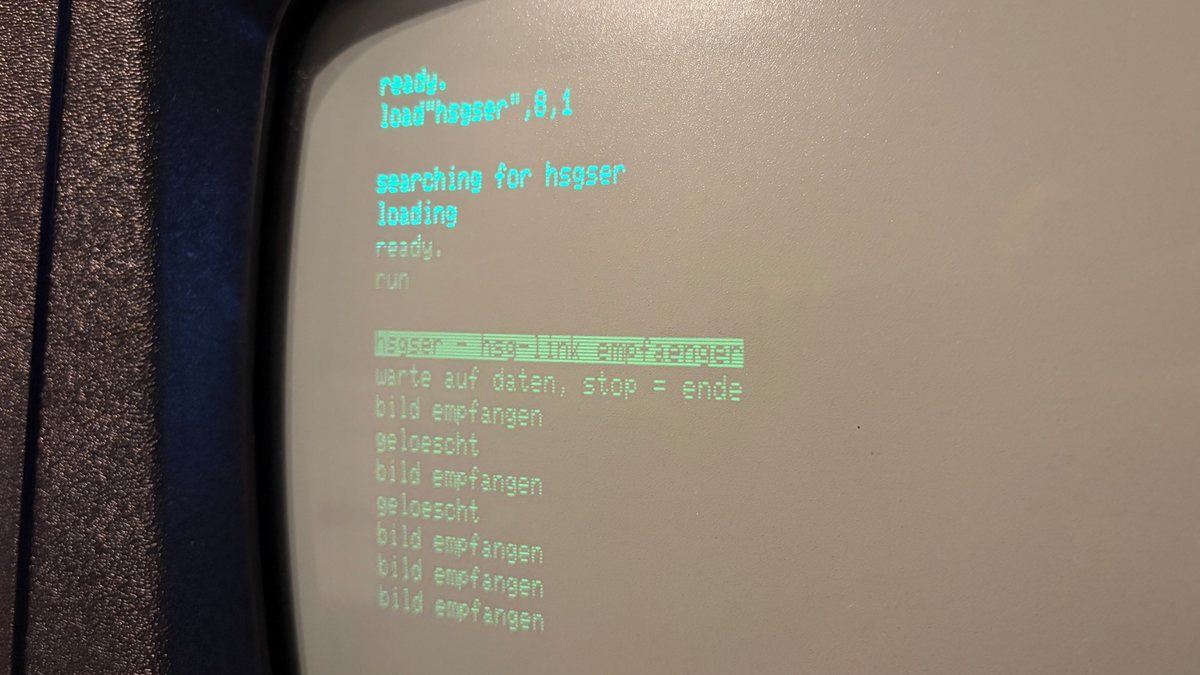 ready.
load"hsgser",8,1
searching for hsgser
loading
ready.
run
hsgser - hsg-link empfaenger
warte auf daten, stop = ende
bild empfangen
geloescht
bild empfangen
geloescht
bild empfangen
bild empfangen
bild empfangen